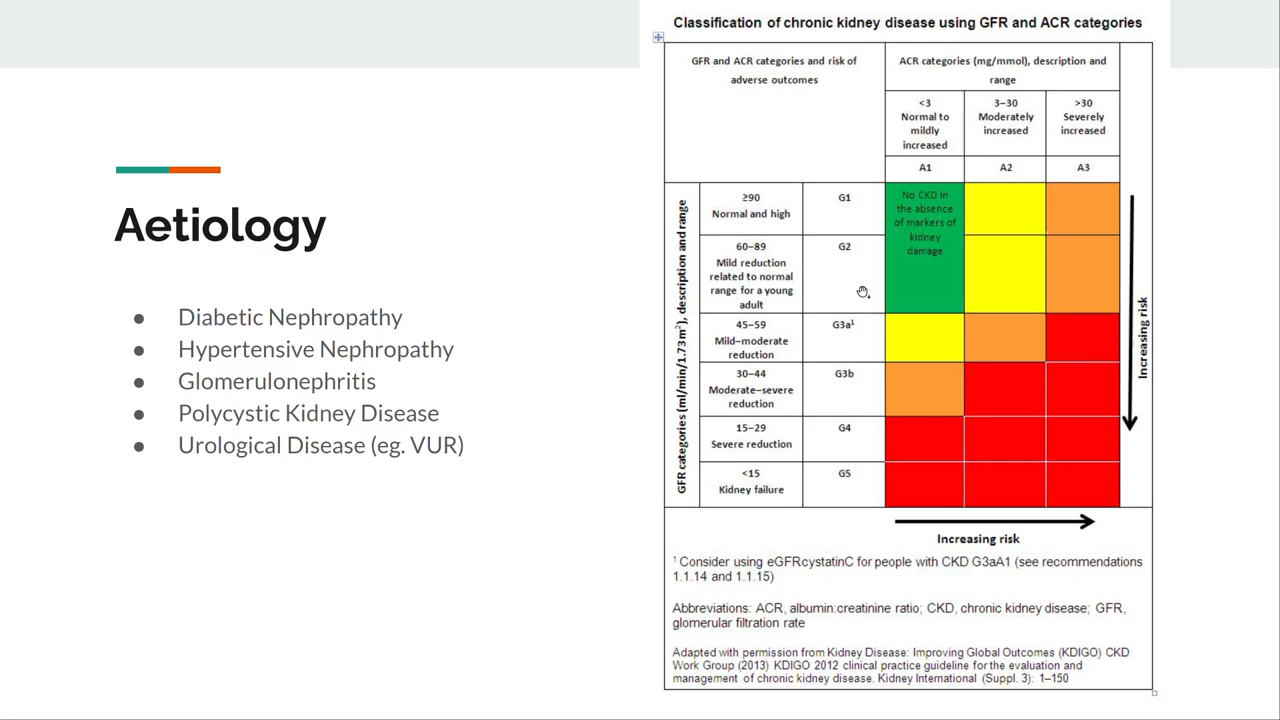 Aetiology
● Diabetic Nephropathy
● Hypertensive Nephropathy
● Glomerulonephritis
● Polycystic Kidney Disease
● Urological Disease (eg. VUR)
Classification of chronic kidney disease using GFR and ACR categories
GFR and ACR categories and risk of
adverse outcomes
ACR categories (mg/mmol), description and
range
<3
Normal to
mildly
increased
3–30
Moderately
increased
>30
Severely
increased
A1
A2
A3
GFR categories (ml/min/1.73m²), description and range
≥90
Normal and high
G1
No CKD in
the absence
of markers of
kidney
damage
60–89
Mild reduction
related to normal
range for a young
adult
G2
45–59
Mild–moderate
reduction
G3a¹
30–44
Moderate–severe
reduction
G3b
15–29
Severe reduction
G4
<15
Kidney failure
G5
Increasing risk
Increasing risk
¹ Consider using eGFRcystatinC for people with CKD G3aA1 (see recommendations
1.1.14 and 1.1.15)
Abbreviations: ACR, albumin:creatinine ratio; CKD, chronic kidney disease; GFR,
glomerular filtration rate
Adapted with permission from Kidney Disease: Improving Global Outcomes (KDIGO) CKD
Work Group (2013) KDIGO 2012 clinical practice guideline for the evaluation and
management of chronic kidney disease. Kidney International (Suppl. 3): 1–150